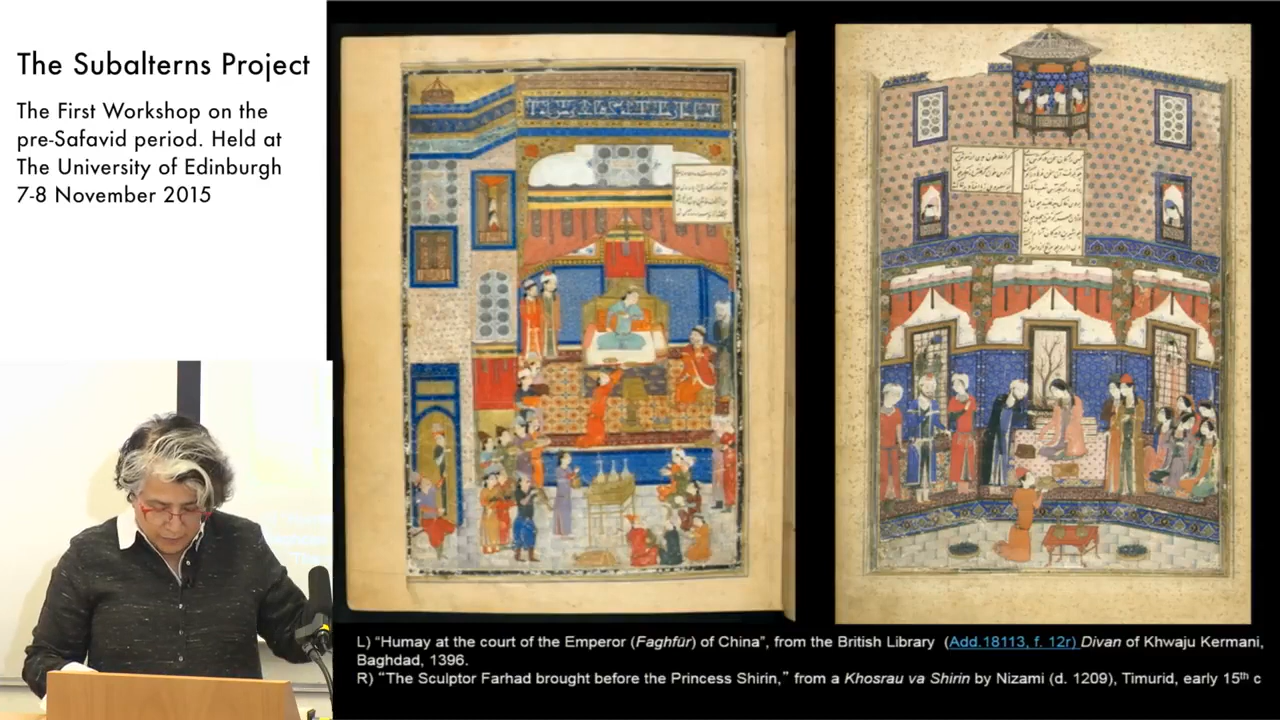 The Subalterns Project
The First Workshop on the
pre-Safavid period. Held at
The University of Edinburgh
7-8 November 2015
L) “Humay at the court of the Emperor (Faghfūr) of China”, from the British Library (Add.18113, f. 12r) Divan of Khwaju Kermani,
Baghdad, 1396.
R) “The Sculptor Farhad brought before the Princess Shirin,” from a Khosrau va Shirin by Nizami (d. 1209), Timurid, early 15th c